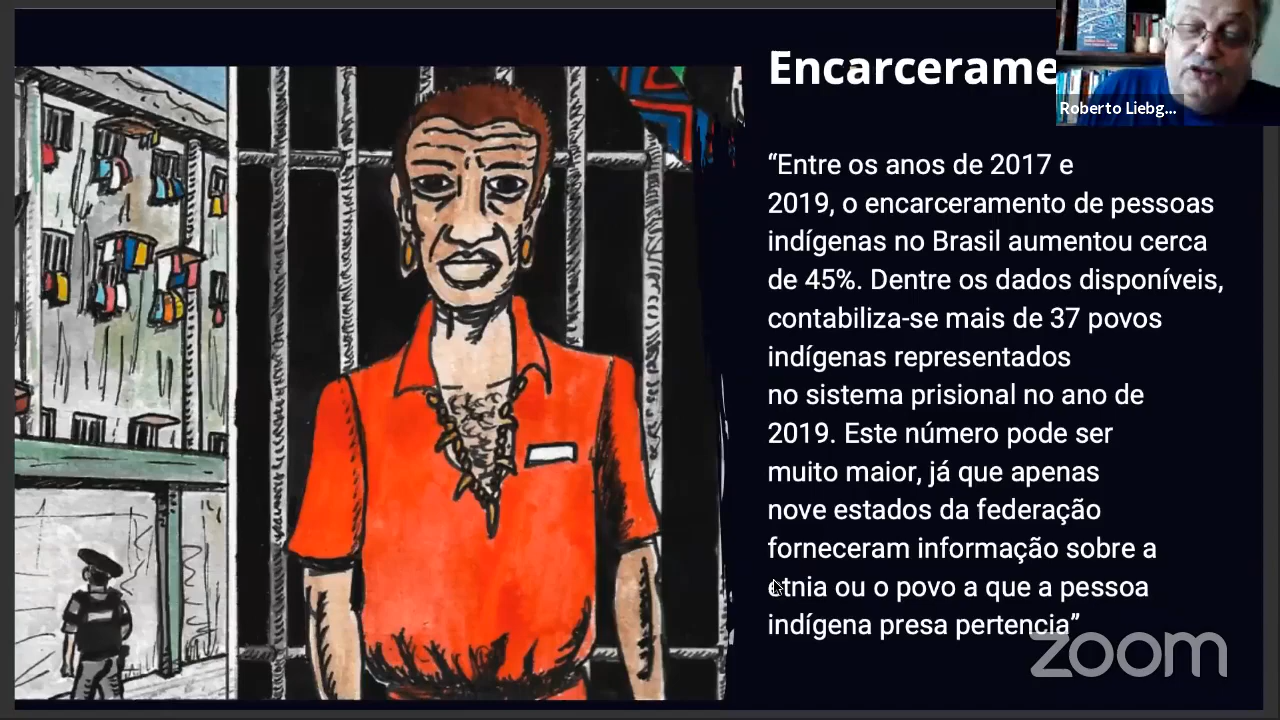 Encarcerame
Roberto Liebg...
“Entre os anos de 2017 e
2019, o encarceramento de pessoas
indígenas no Brasil aumentou cerca
de 45%. Dentre os dados disponíveis,
contabiliza-se mais de 37 povos
indígenas representados
no sistema prisional no ano de
2019. Este número pode ser
muito maior, já que apenas
nove estados da federação
forneceram informação sobre a
etnia ou o povo a que a pessoa
indígena presa pertencia”
zoom